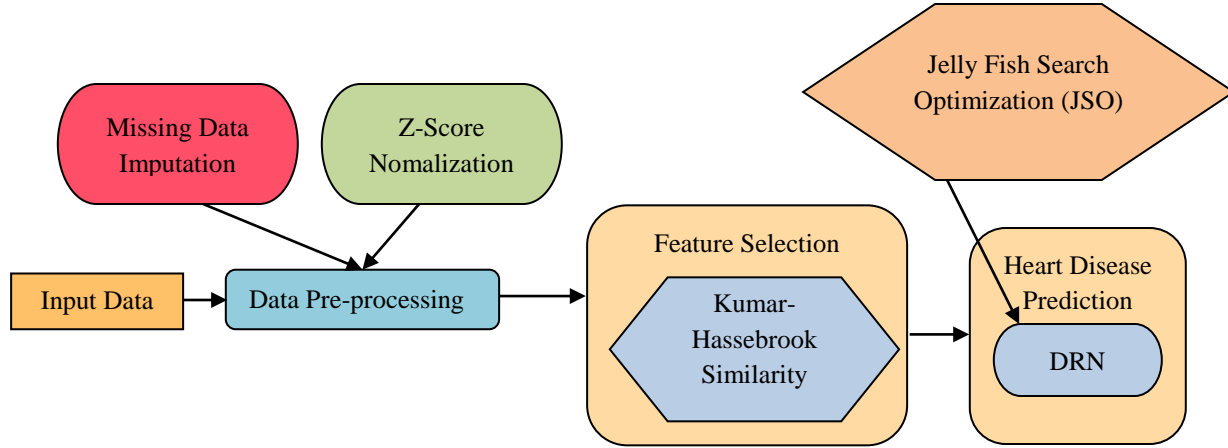 Jelly Fish Search
Optimization (JSO)
Missing Data
Imputation
Z-Score
Nomalization
Feature Selection
Kumar-
Hassebrook
Similarity
Heart Disease
Prediction
DRN
Input Data
Data Pre-processing